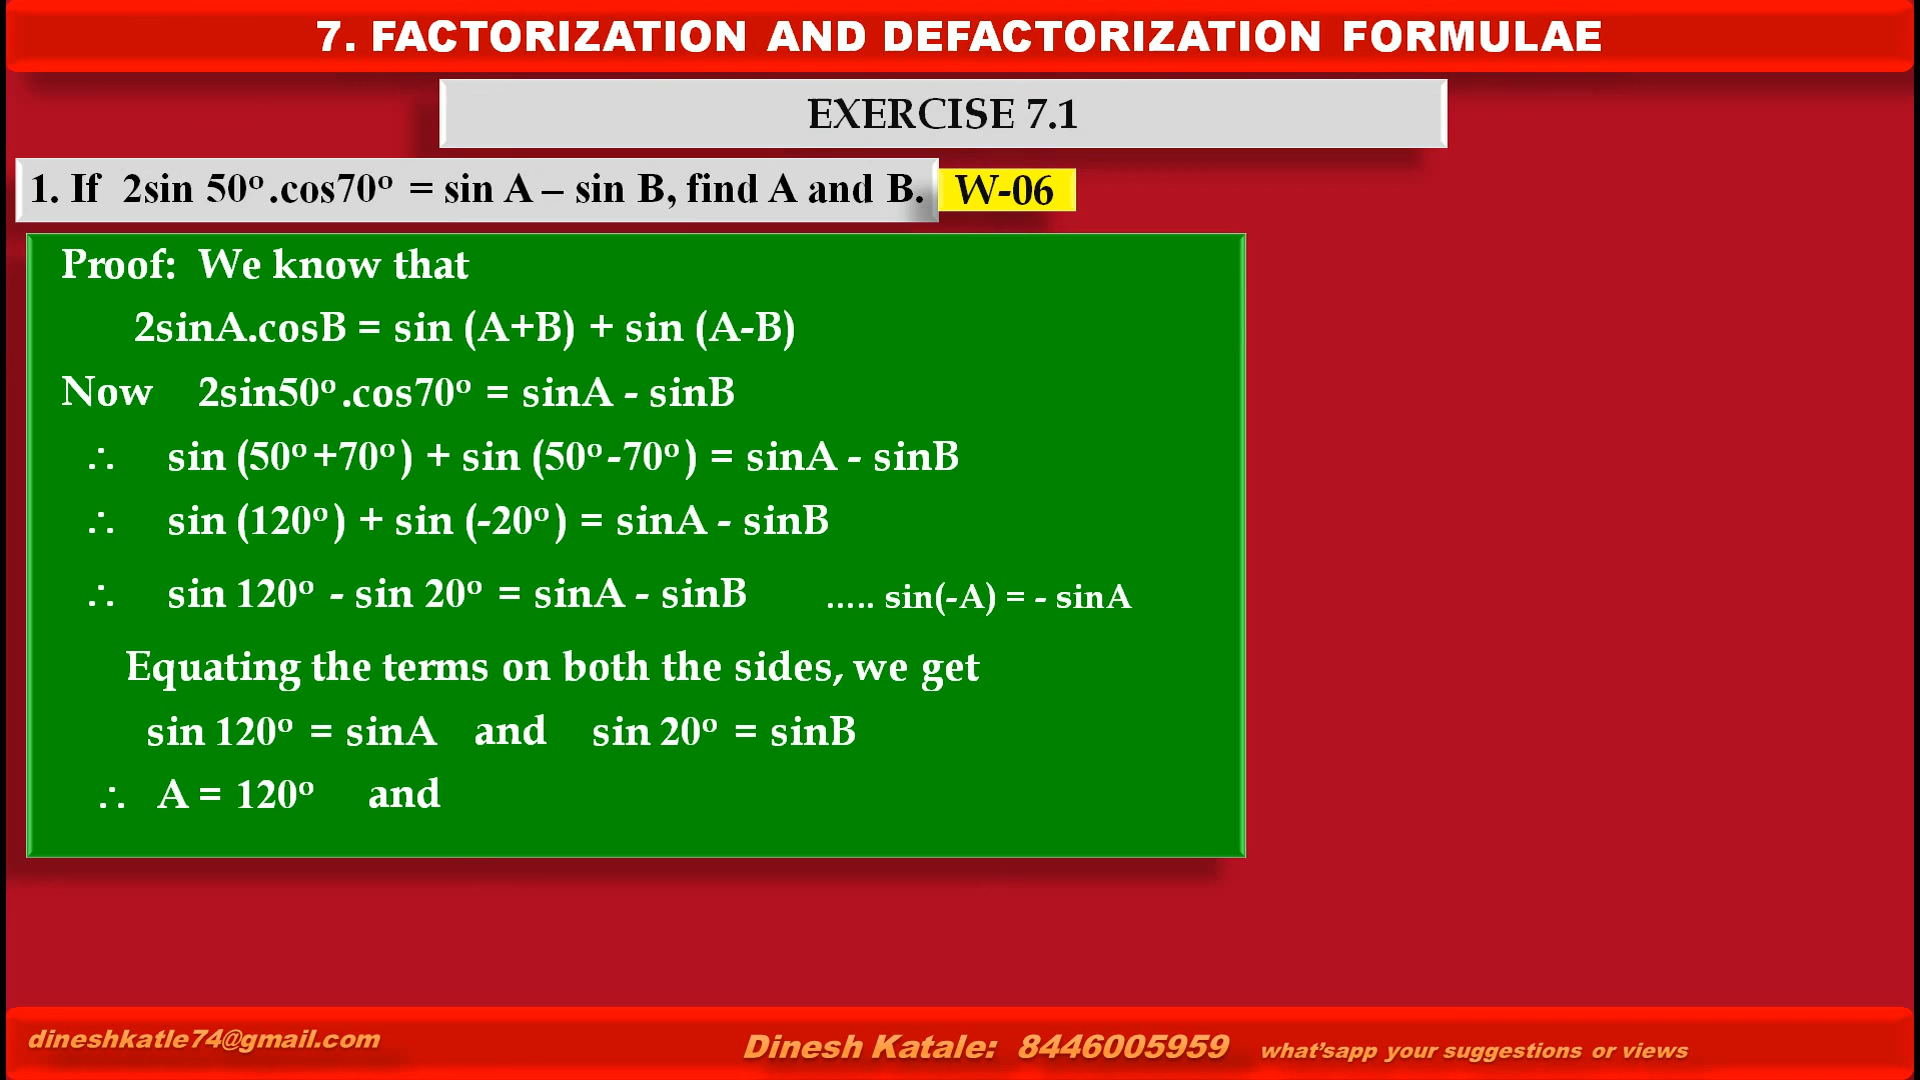 7. FACTORIZATION AND DEFACTORIZATION FORMULAE
EXERCISE 7.1
1. If 2sin 50°.cos70° = sin A – sin B, find A and B. W-06
Proof: We know that
2sinA.cosB = sin (A+B) + sin (A-B)
Now 2sin50°.cos70° = sinA - sinB
∴ sin (50°+70°) + sin (50°-70°) = sinA - sinB
∴ sin (120°) + sin (-20°) = sinA - sinB
∴ sin 120° - sin 20° = sinA - sinB ..... sin(-A) = - sinA
Equating the terms on both the sides, we get
sin 120° = sinA and sin 20° = sinB
∴ A = 120° and
dineshkatle74@gmail.com Dinesh Katale: 8446005959 what'sapp your suggestions or views